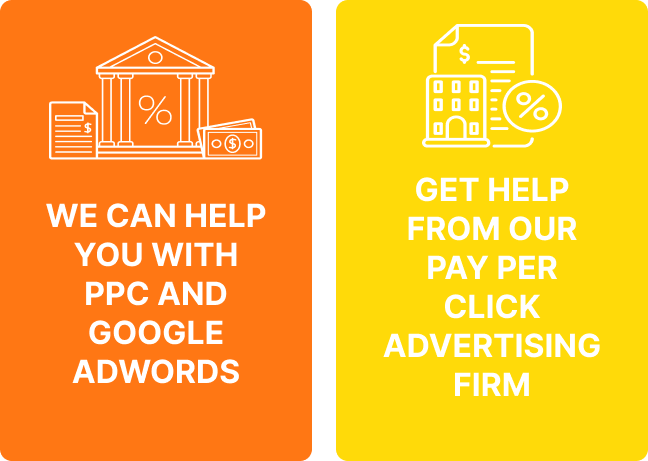 WE CAN HELP
YOU WITH
PPC AND
GOOGLE
ADWORDS
GET HELP
FROM OUR
PAY PER
CLICK
ADVERTISING
FIRM